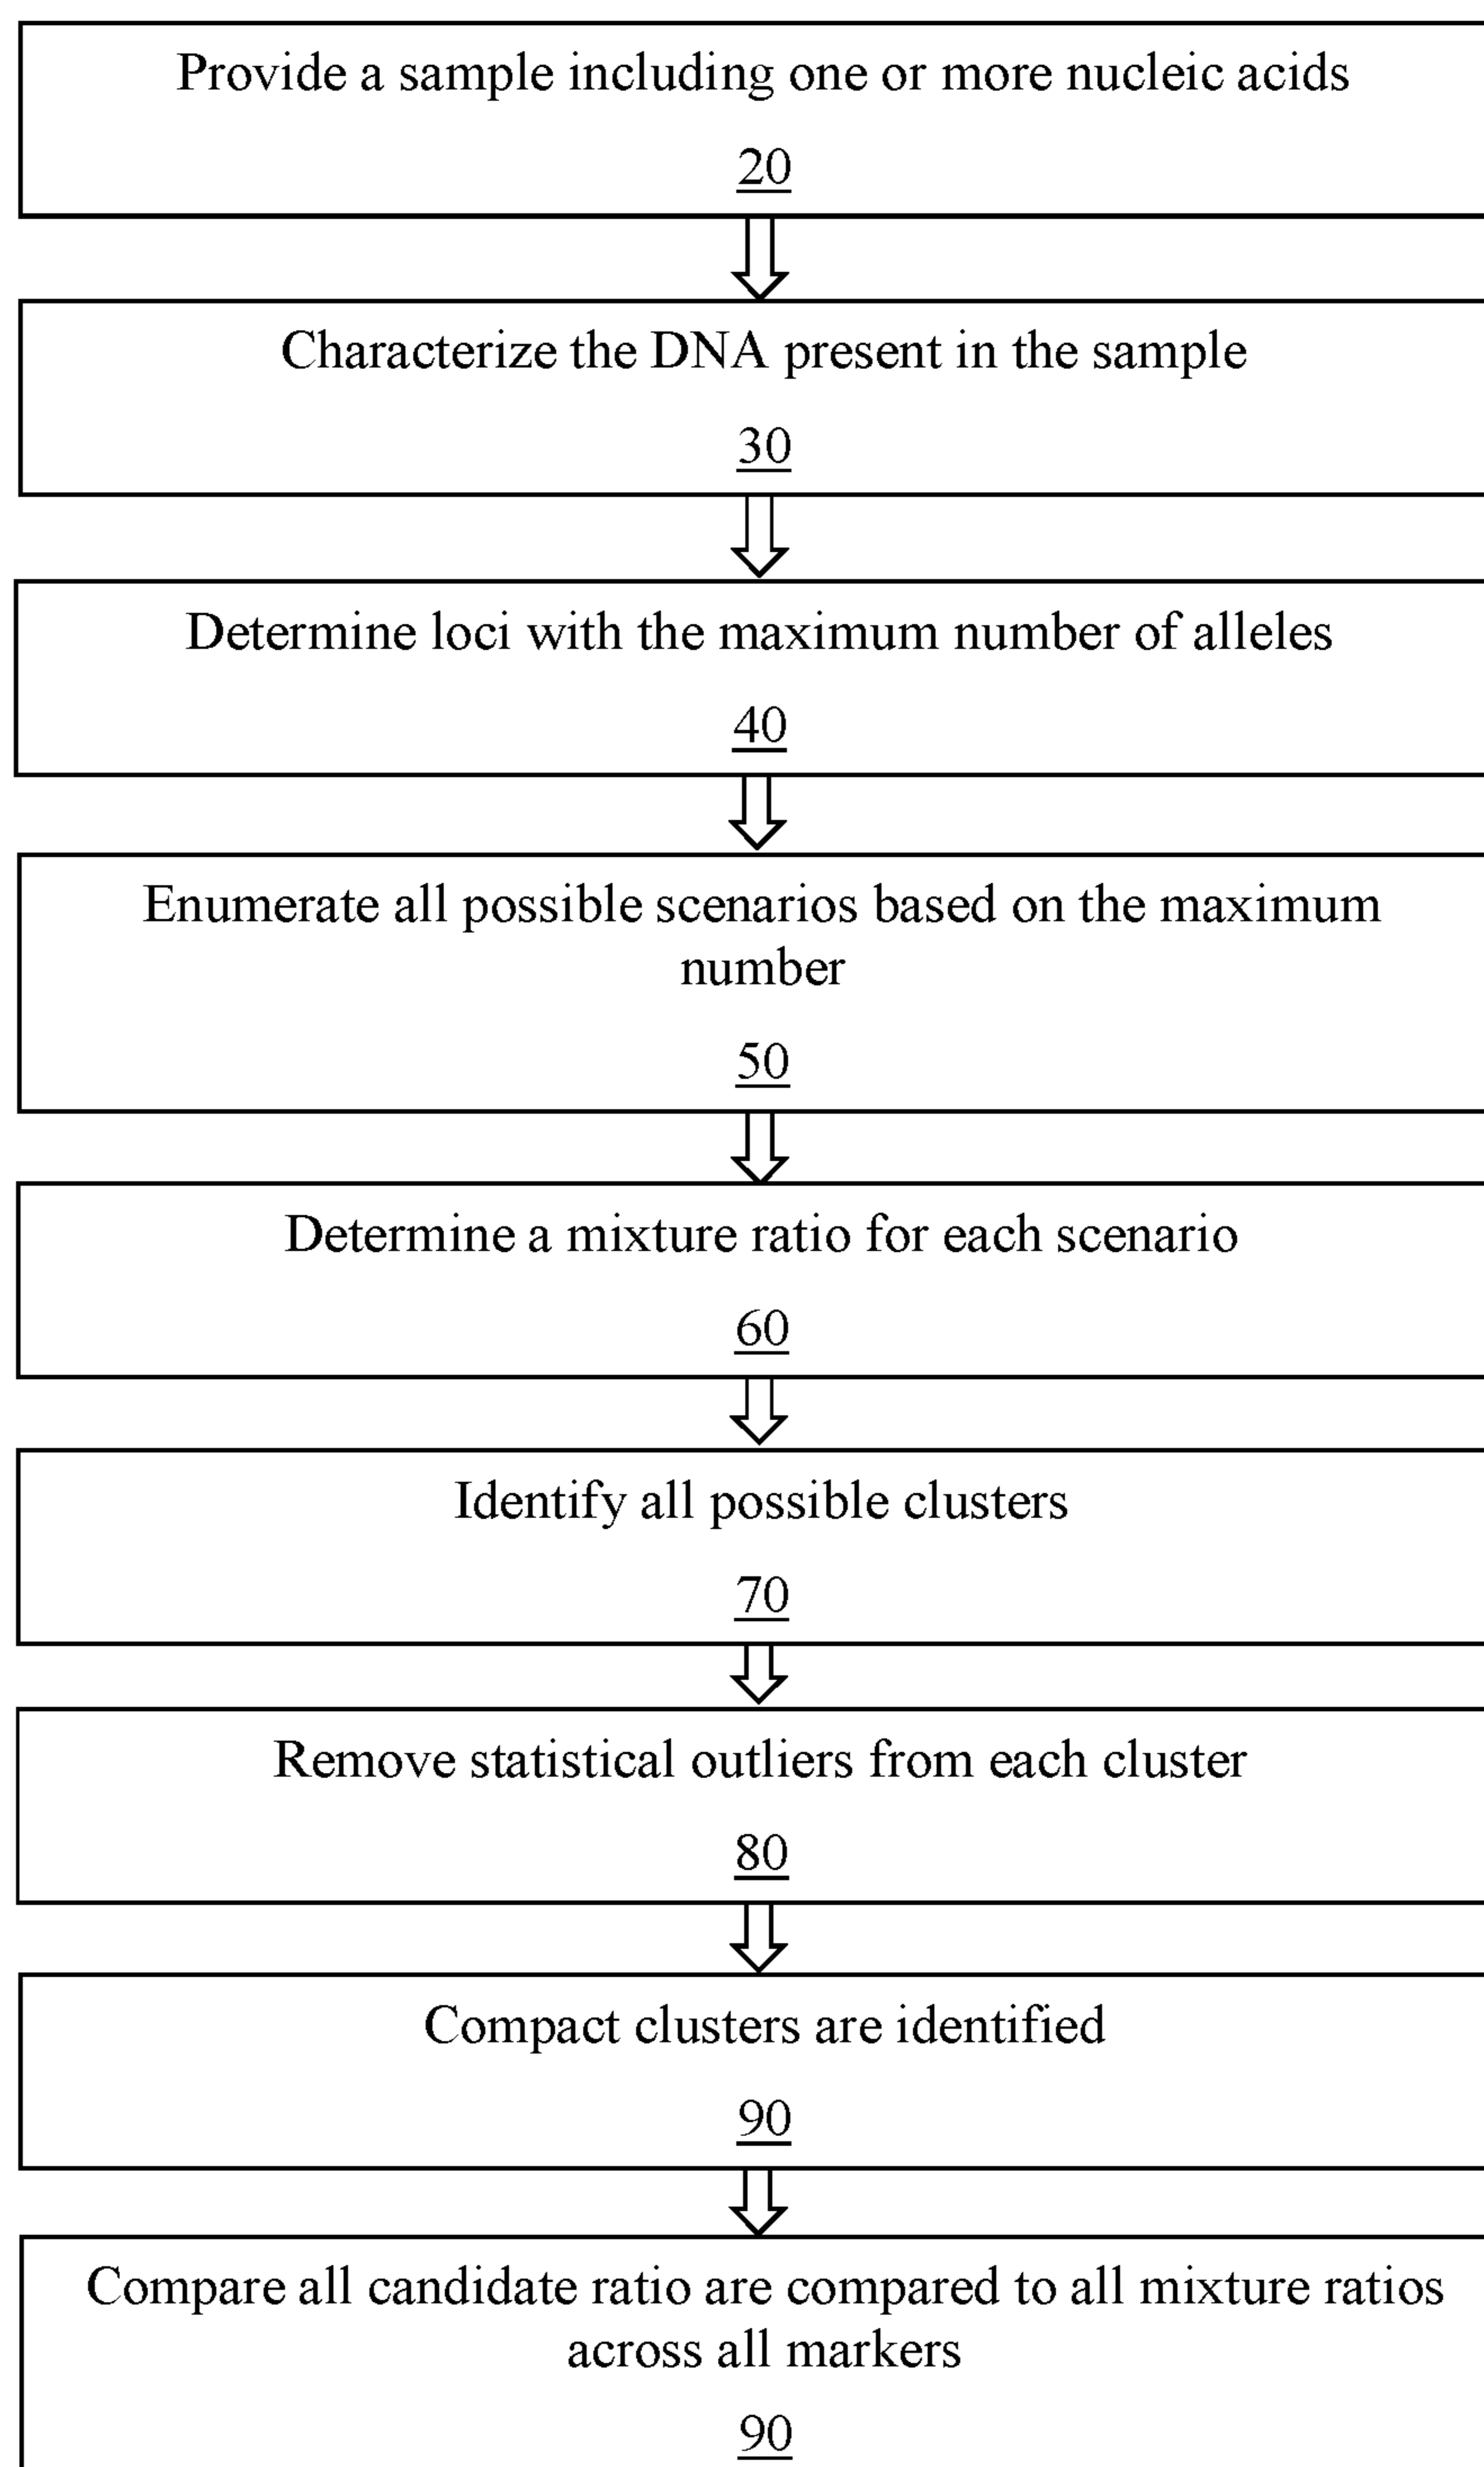 Provide a sample including one or more nucleic acids
20
Characterize the DNA present in the sample
30
Determine loci with the maximum number of alleles
40
Enumerate all possible scenarios based on the maximum
number
50
Determine a mixture ratio for each scenario
60
Identify all possible clusters
70
Remove statistical outliers from each cluster
80
Compact clusters are identified
90
Compare all candidate ratio are compared to all mixture ratios
across all markers
90